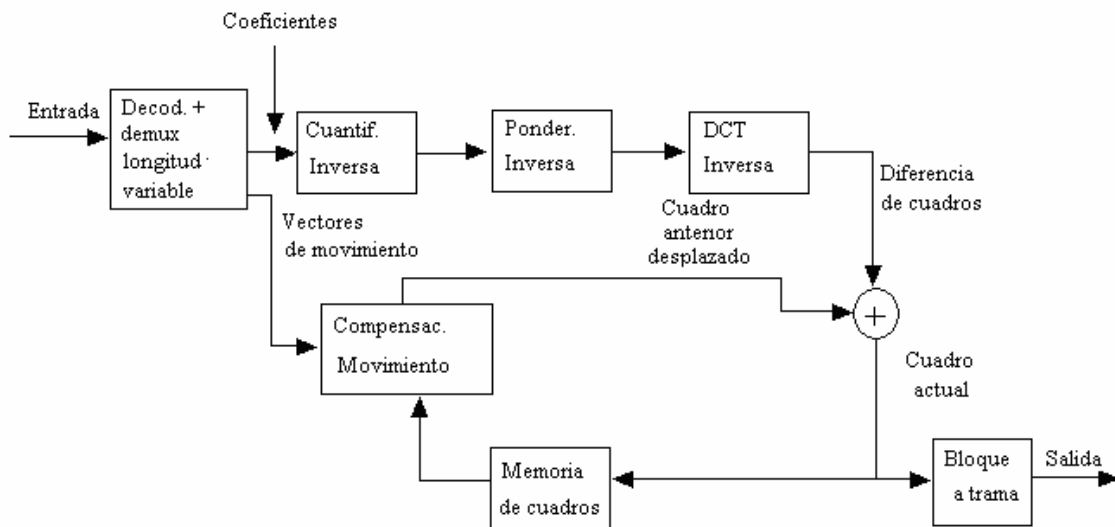 Coeficientes
Entrada
Decod. +
demux
longitud
variable
Cuantif.
Inversa
Ponder.
Inversa
DCT
Inversa
Diferencia
de cuadros
Vectores
de movimiento
Cuadro
anterior
desplazado
Compensac.
Movimiento
+
Cuadro
actual
Memoria
de cuadros
Bloque
a trama
Salida